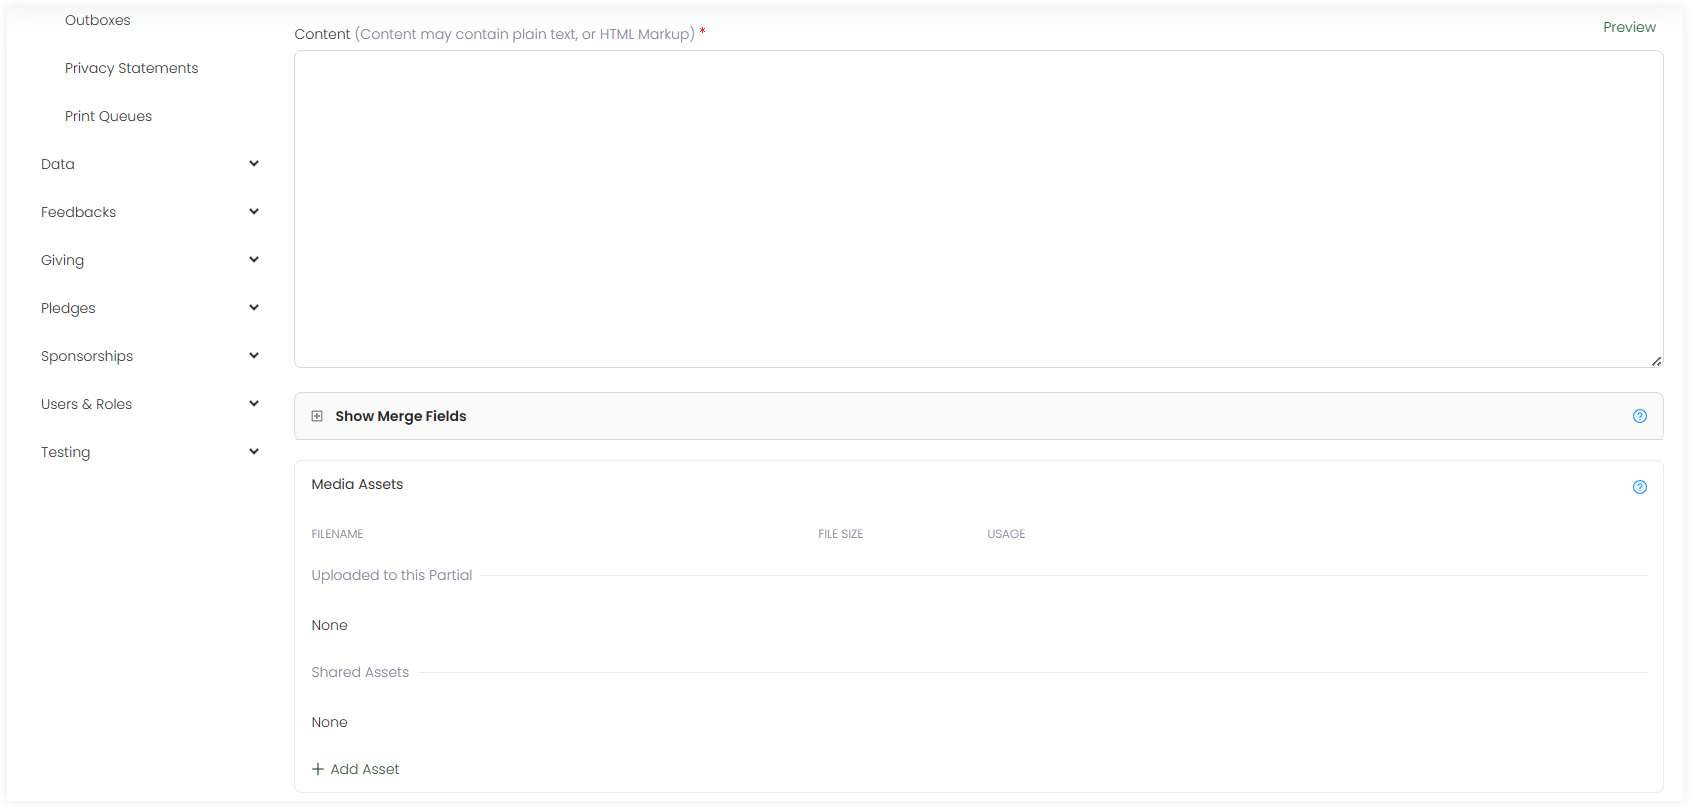 Outboxes
Privacy Statements
Print Queues
Data
Feedbacks
Giving
Pledges
Sponsorships
Users & Roles
Testing
Content (Content may contain plain text, or HTML Markup) *
Preview
Show Merge Fields
Media Assets
FILENAME FILE SIZE USAGE
Uploaded to this Partial
None
Shared Assets
None
+ Add Asset